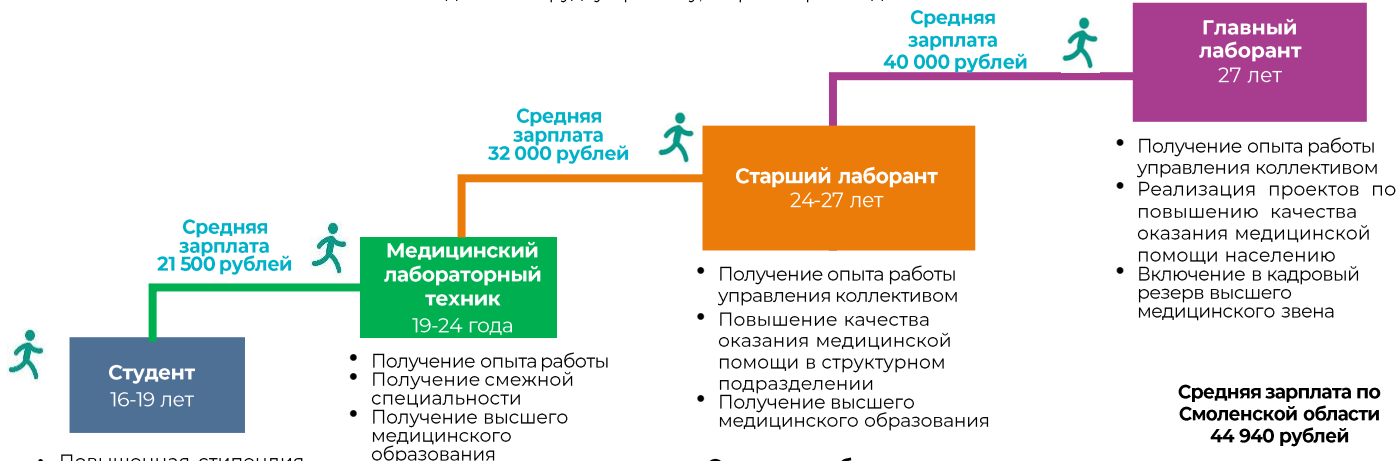 Средняя
зарплата
40 000 рублей
Главный
лаборант
27 лет
• Получение опыта работы
управления коллективом
• Реализация проектов по
повышению качества
оказания медицинской
помощи населению
• Включение в кадровый
резерв высшего
медицинского звена
Средняя
зарплата
32 000 рублей
Старший лаборант
24-27 лет
• Получение опыта работы
управления коллективом
• Повышение качества
оказания медицинской
помощи в структурном
подразделении
• Получение высшего
медицинского образования
Средняя
зарплата
21 500 рублей
Медицинский
лабораторный
техник
19-24 года
• Получение опыта работы
• Получение смежной
специальности
• Получение высшего
медицинского
образования
Студент
16-19 лет
• Повышенная стипендия
Средняя зарплата по
Смоленской области
44 940 рублей